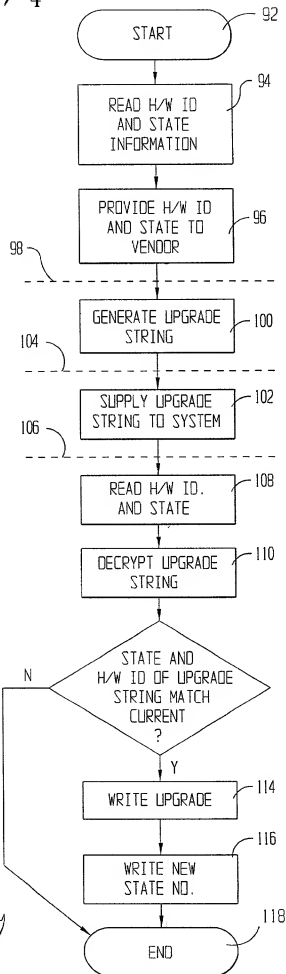 START
92
READ H/W ID
AND STATE
INFORMATION
94
PROVIDE H/W ID
AND STATE TO
VENDOR
96
98
GENERATE UPGRADE
STRING
100
104
SUPPLY UPGRADE
STRING TO SYSTEM
102
106
READ H/W ID.
AND STATE
108
DECRYPT UPGRADE
STRING
110
STATE AND
H/W ID OF UPGRADE
STRING MATCH
CURRENT
?
N
Y
WRITE UPGRADE
114
WRITE NEW
STATE NO.
116
END
118